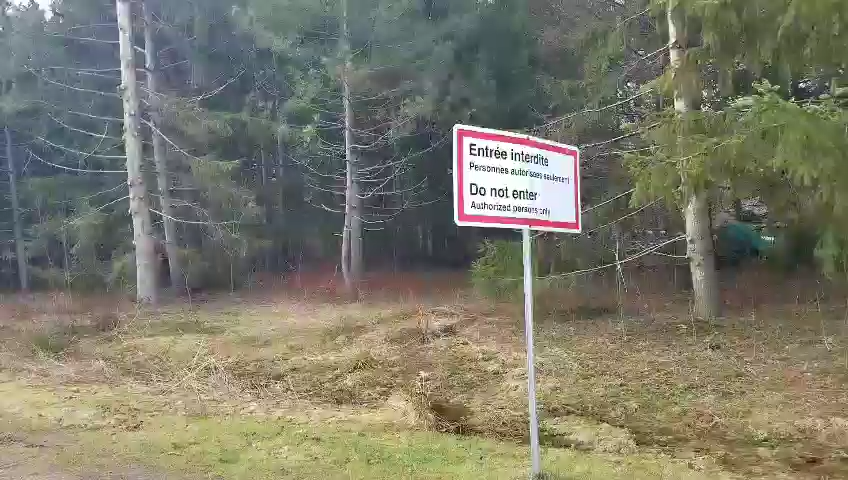 Entrée interdite
Personnes autorisées seulement
Do not enter
Authorized persons only